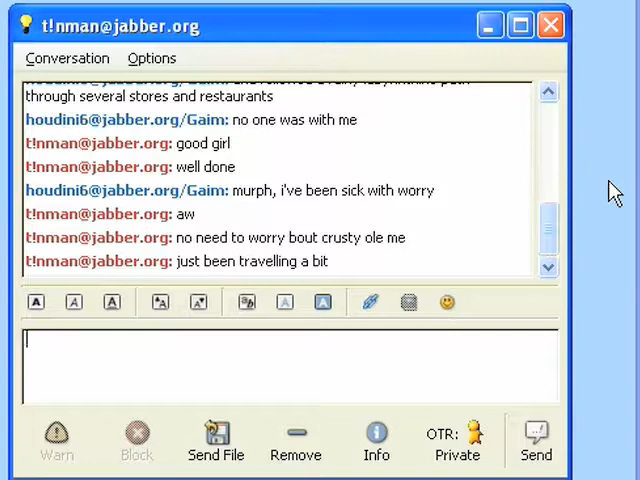 t!nman@jabber.org
Conversation Options
through several stores and restaurants
houdini6@jabber.org/Gaim: no one was with me
t!nman@jabber.org: good girl
t!nman@jabber.org: well done
houdini6@jabber.org/Gaim: murph, i've been sick with worry
t!nman@jabber.org: aw
t!nman@jabber.org: no need to worry bout crusty ole me
t!nman@jabber.org: just been travelling a bit
OTR:
Warn Block Send File Remove Info Private Send